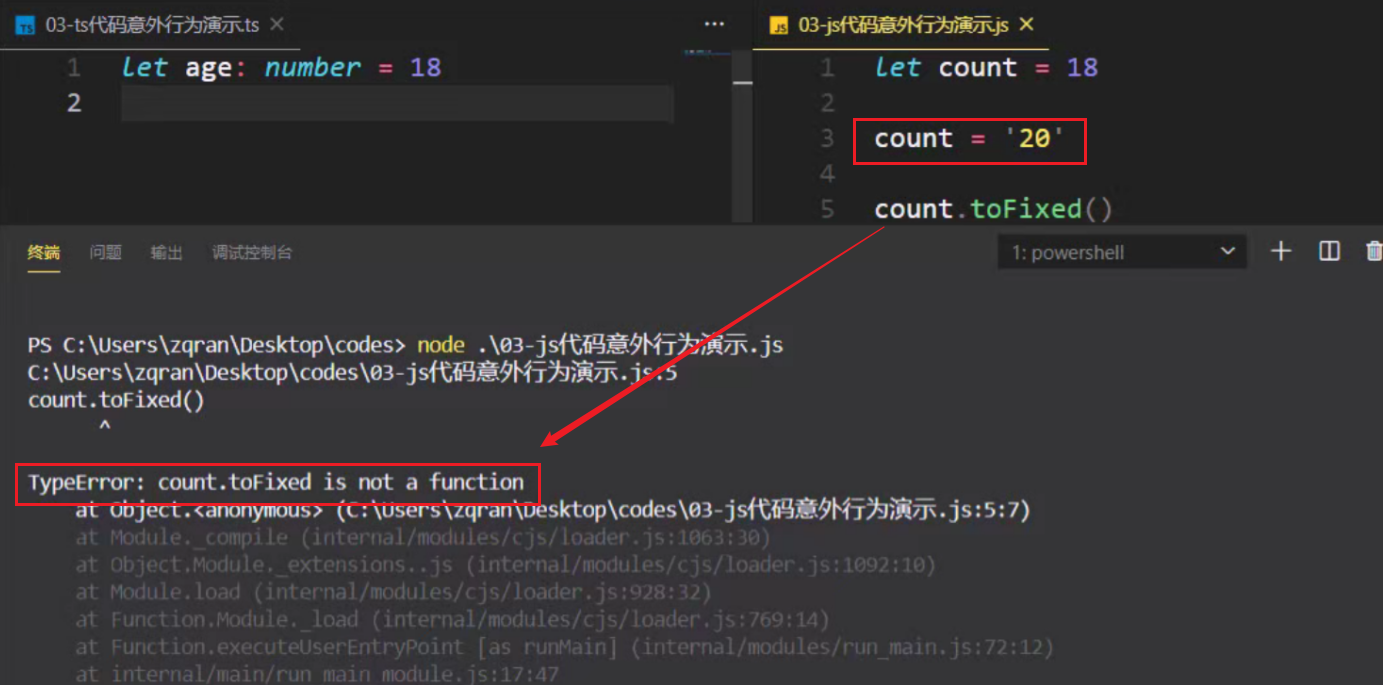 03-ts代码意外行为演示.ts
1 let age: number = 18
2
03-js代码意外行为演示.js
1 let count = 18
2
3 count = '20'
4
5 count.toFixed()
终端 问题 输出 调试控制台
1: powershell
PS C:\Users\zqran\Desktop\codes> node .\03-js代码意外行为演示.js
C:\Users\zqran\Desktop\codes\03-js代码意外行为演示.js:5
count.toFixed()
^
TypeError: count.toFixed is not a function
at Object.<anonymous> (C:\Users\zqran\Desktop\codes\03-js代码意外行为演示.js:5:7)
at Module._compile (internal/modules/cjs/loader.js:1063:30)
at Object.Module._extensions..js (internal/modules/cjs/loader.js:1092:10)
at Module.load (internal/modules/cjs/loader.js:928:32)
at Function.Module._load (internal/modules/cjs/loader.js:769:14)
at Function.executeUserEntryPoint [as runMain] (internal/modules/run_main.js:72:12)
at internal/main/run_main_module.js:17:47